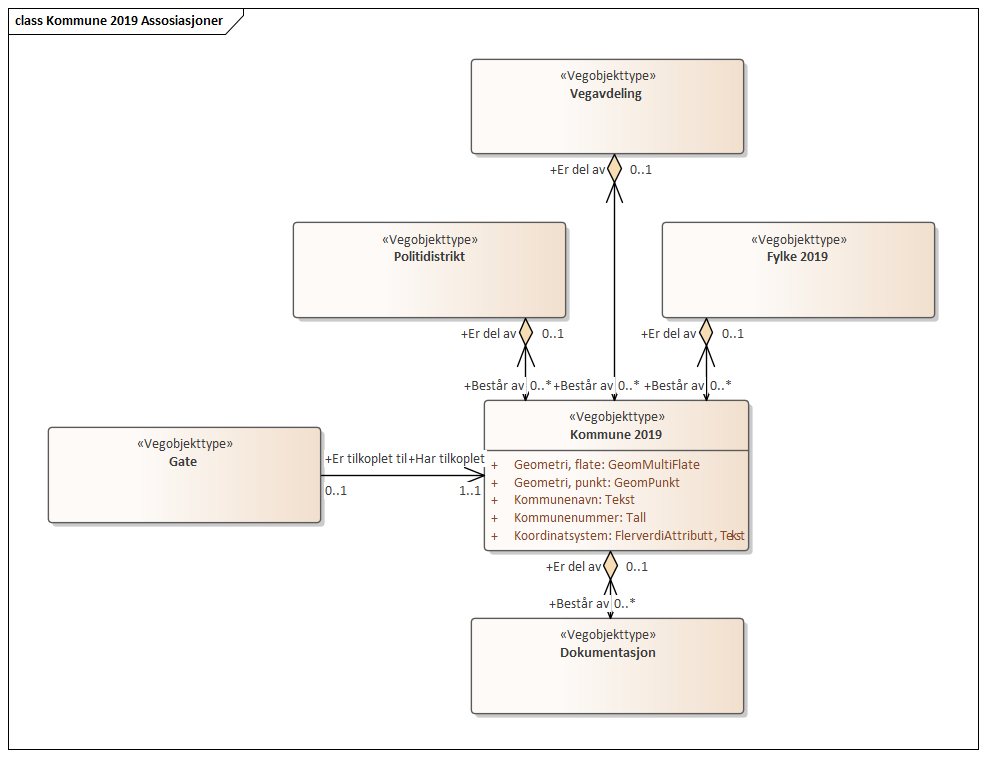 class Kommune 2019 Assosiasjoner
«Vegobjekttype»
Vegavdeling
+Er del av 0..1
«Vegobjekttype»
Politidistrikt
«Vegobjekttype»
Fylke 2019
+Er del av 0..1
+Er del av 0..1
+Består av 0..*
+Består av 0..*
+Består av 0..*
«Vegobjekttype»
Kommune 2019
+ Geometri, flate: GeomMultiFlate
+ Geometri, punkt: GeomPunkt
+ Kommunenavn: Tekst
+ Kommunenummer: Tall
+ Koordinatsystem: FlerverdiAttributt, Tekst
«Vegobjekttype»
Gate
+Er tilkoplet til
+Har tilkoplet
0..1
1..1
+Er del av 0..1
+Består av 0..*
«Vegobjekttype»
Dokumentasjon